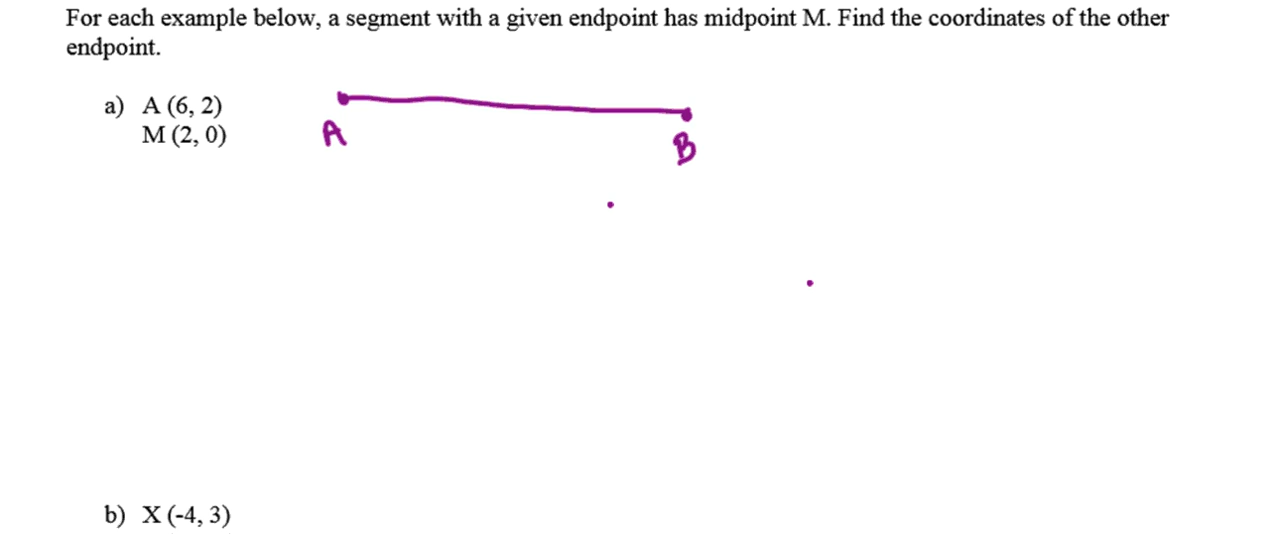 For each example below, a segment with a given endpoint has midpoint M. Find the coordinates of the other
endpoint.
a) A (6, 2)
M (2, 0)
A
B
b) X (-4, 3)